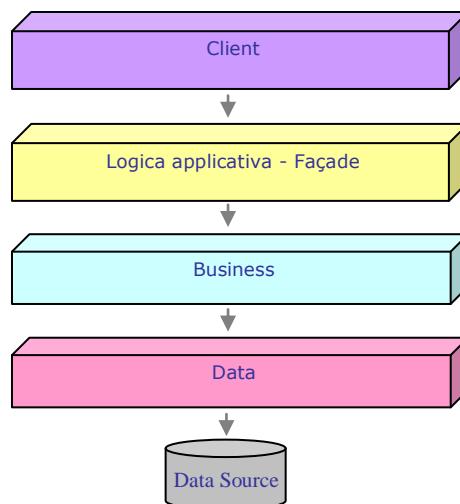 Client
Logica applicativa - Façade
Business
Data
Data Source